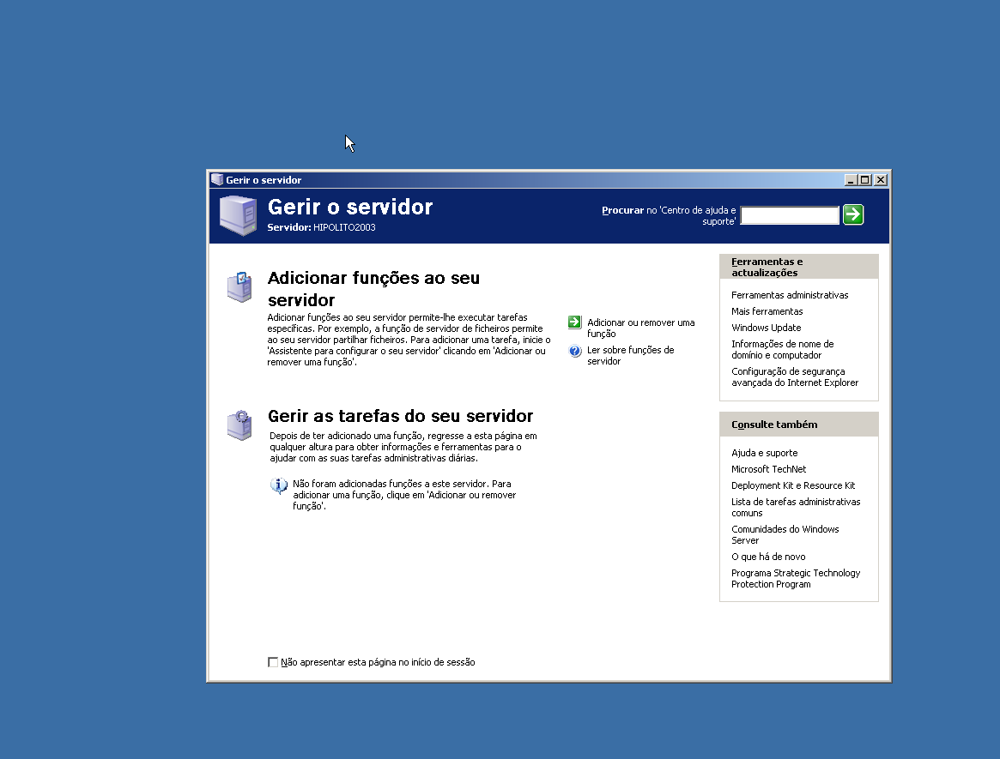 Gerir o servidor
Gerir o servidor
Servidor: HIPOLITO2003
Procurar no 'Centro de ajuda e
suporte'
Adicionar funções ao seu
servidor
Adicionar funções ao seu servidor permite-lhe executar tarefas
específicas. Por exemplo, a função de servidor de ficheiros permite
ao seu servidor partilhar ficheiros. Para adicionar uma tarefa, inicie o
'Assistente para configurar o seu servidor' clicando em 'Adicionar ou
remover uma função'.
Adicionar ou remover uma
função
Ler sobre funções de
servidor
Gerir as tarefas do seu servidor
Depois de ter adicionado uma função, regresse a esta página em
qualquer altura para obter informações e ferramentas para o
ajudar com as suas tarefas administrativas diárias.
Não foram adicionadas funções a este servidor. Para
adicionar uma função, clique em 'Adicionar ou remover
função'.
Ferramentas e
actualizações
Ferramentas administrativas
Mais ferramentas
Windows Update
Informações de nome de
domínio e computador
Configuração de segurança
avançada do Internet Explorer
Consulte também
Ajuda e suporte
Microsoft TechNet
Deployment Kit e Resource Kit
Lista de tarefas administrativas
comuns
Comunidades do Windows
Server
O que há de novo
Programa Strategic Technology
Protection Program
Não apresentar esta página no início de sessão